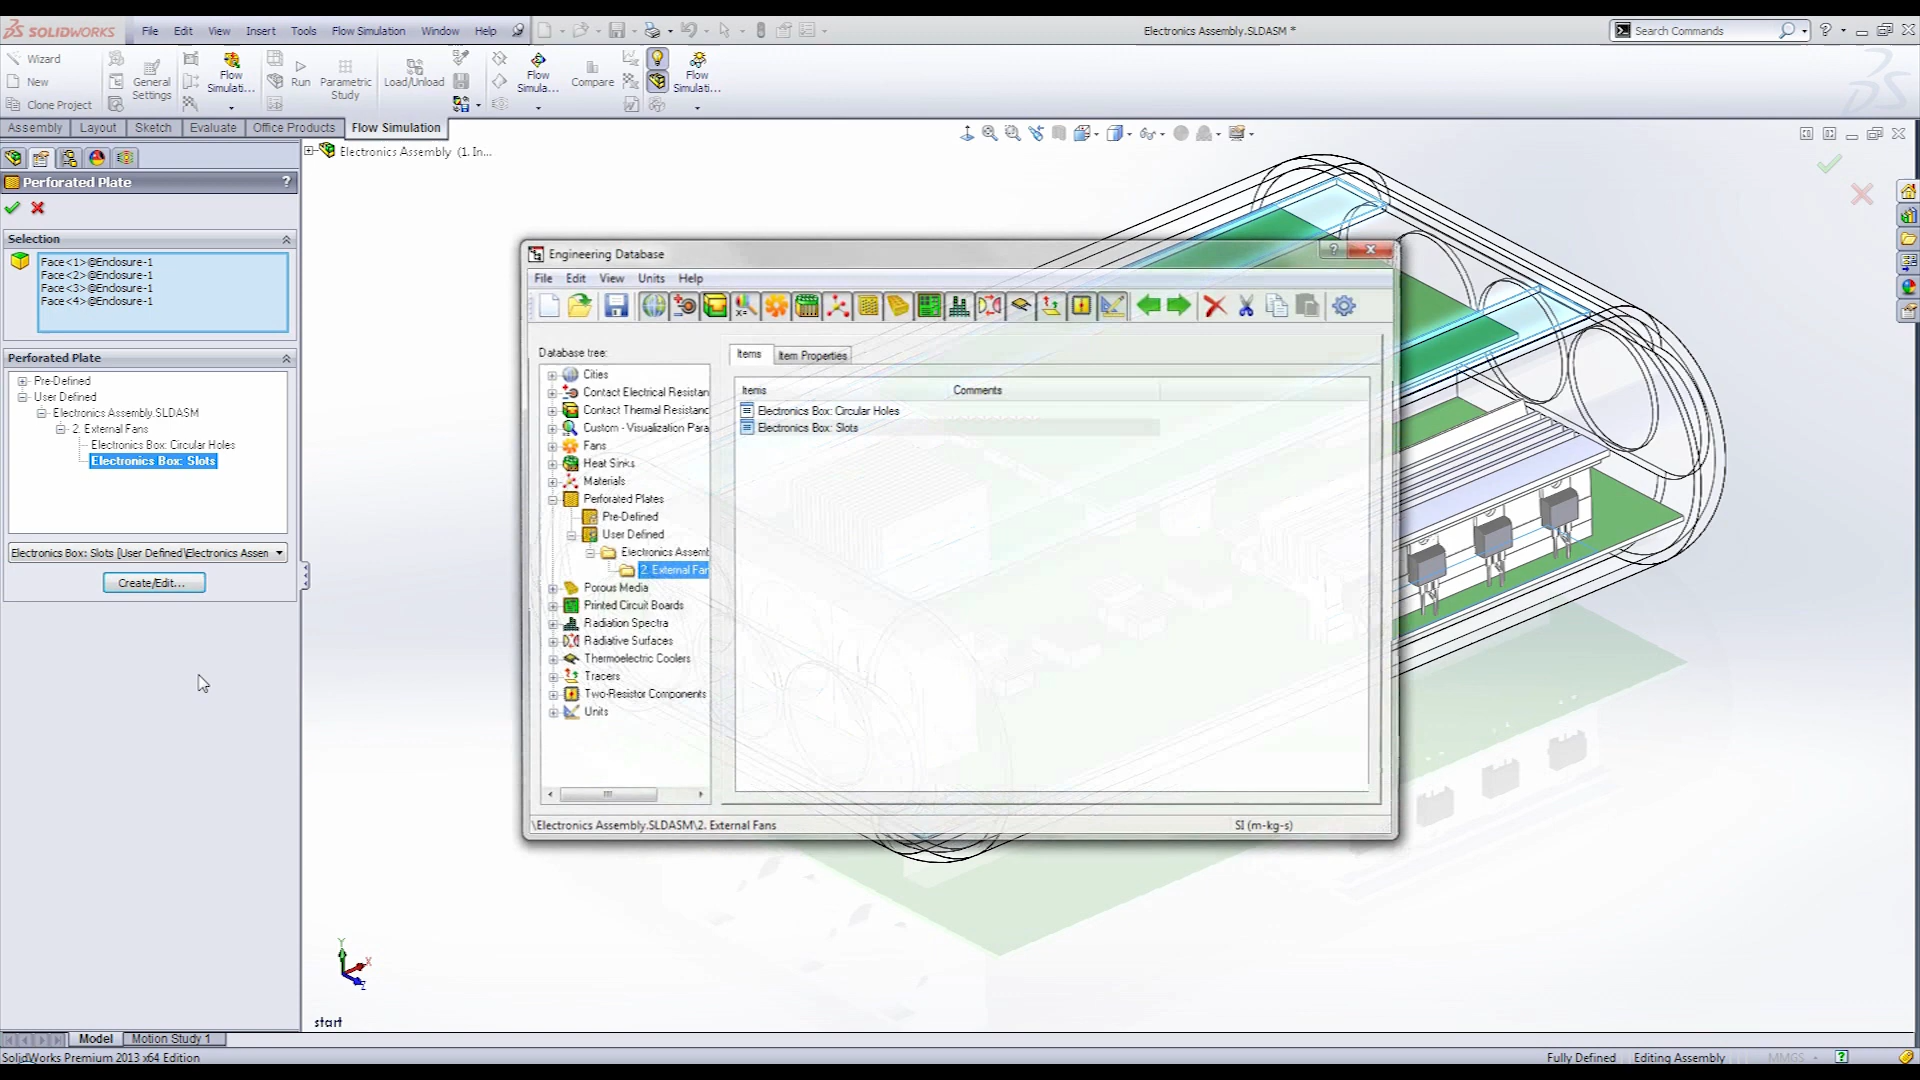 SOLIDWORKS File Edit View Insert Tools Flow Simulation Window Help
Electronics Assembly.SLDASM *
Search Commands
Wizard
New
Clone Project
General Settings
Flow Simulati...
Run
Parametric Study
Load/Unload
Flow Simula...
Compare
Flow Simulati...
Assembly Layout Sketch Evaluate Office Products Flow Simulation
Electronics Assembly (1. In...
Perforated Plate ?
Selection
Face<1>@Enclosure-1
Face<2>@Enclosure-1
Face<3>@Enclosure-1
Face<4>@Enclosure-1
Perforated Plate
Pre-Defined
User Defined
Electronics Assembly.SLDASM
2. External Fans
Electronics Box: Circular Holes
Electronics Box: Slots
Electronics Box: Slots [User Defined\Electronics Assen
Create/Edit...
Engineering Database
File Edit View Units Help
Database tree:
Cities
Contact Electrical Resistan
Contact Thermal Resistanc
Custom - Visualization Para
Fans
Heat Sinks
Materials
Perforated Plates
Pre-Defined
User Defined
Electronics Assemb
2. External Far
Porous Media
Printed Circuit Boards
Radiation Spectra
Radiative Surfaces
Thermoelectric Coolers
Tracers
Two-Resistor Components
Units
Items Item Properties
Items Comments
Electronics Box: Circular Holes
Electronics Box: Slots
\Electronics Assembly.SLDASM\2. External Fans
SI (m-kg-s)
Y
X
Z
start
Model Motion Study 1
SolidWorks Premium 2013 x64 Edition
Fully Defined Editing Assembly MMGS